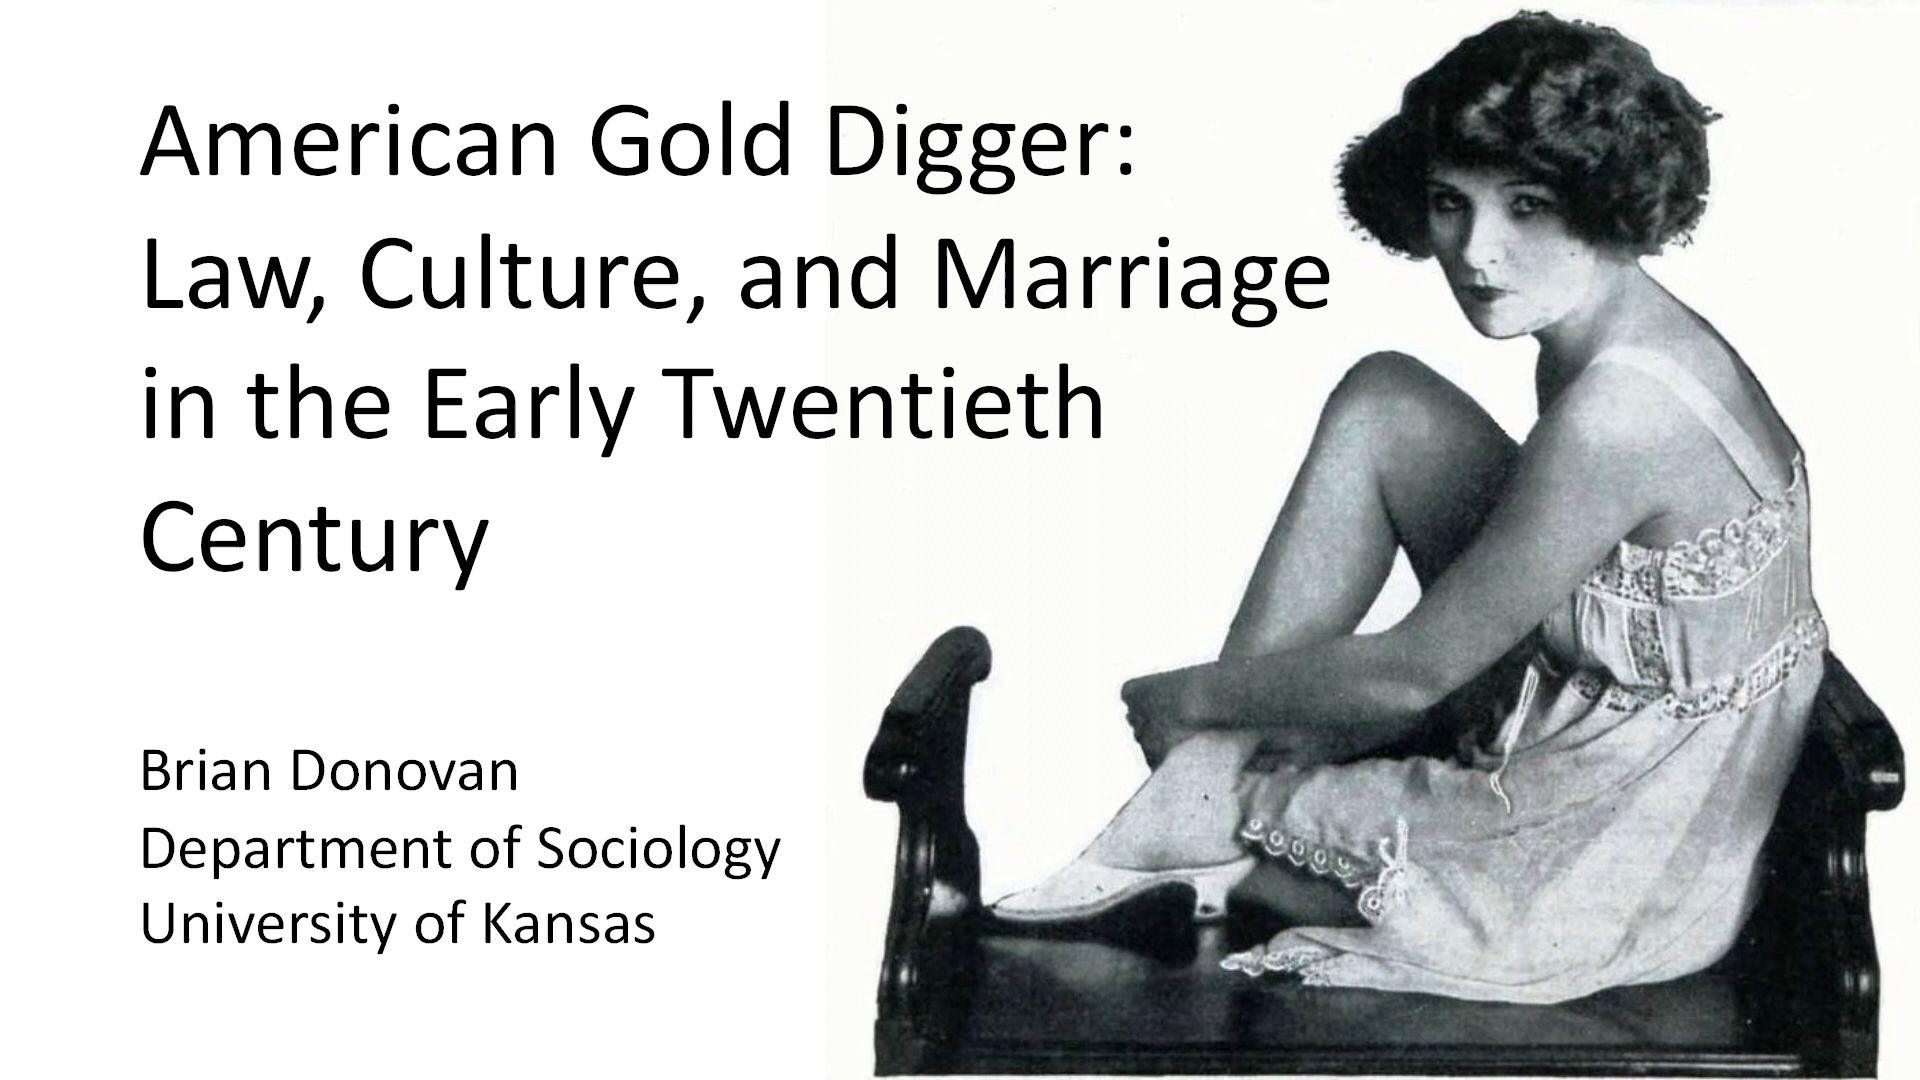 American Gold Digger:
Law, Culture, and Marriage
in the Early Twentieth
Century
Brian Donovan
Department of Sociology
University of Kansas